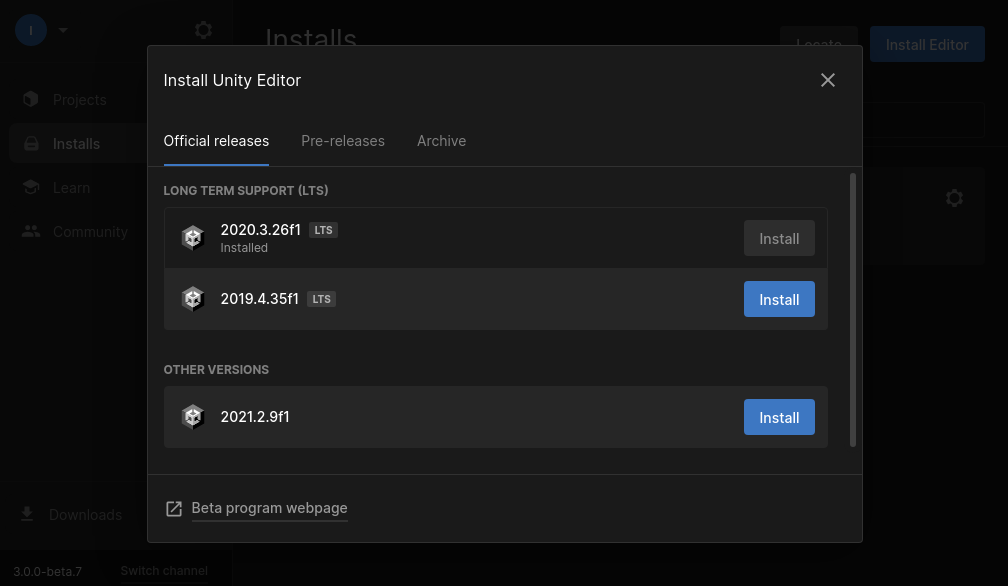 I
Installs
Locate
Install Editor
Install Unity Editor
Projects
Installs
Learn
Community
Official releases
Pre-releases
Archive
LONG TERM SUPPORT (LTS)
2020.3.26f1 LTS
Installed
Install
2019.4.35f1 LTS
Install
OTHER VERSIONS
2021.2.9f1
Install
Beta program webpage
Downloads
3.0.0-beta.7
Switch channel